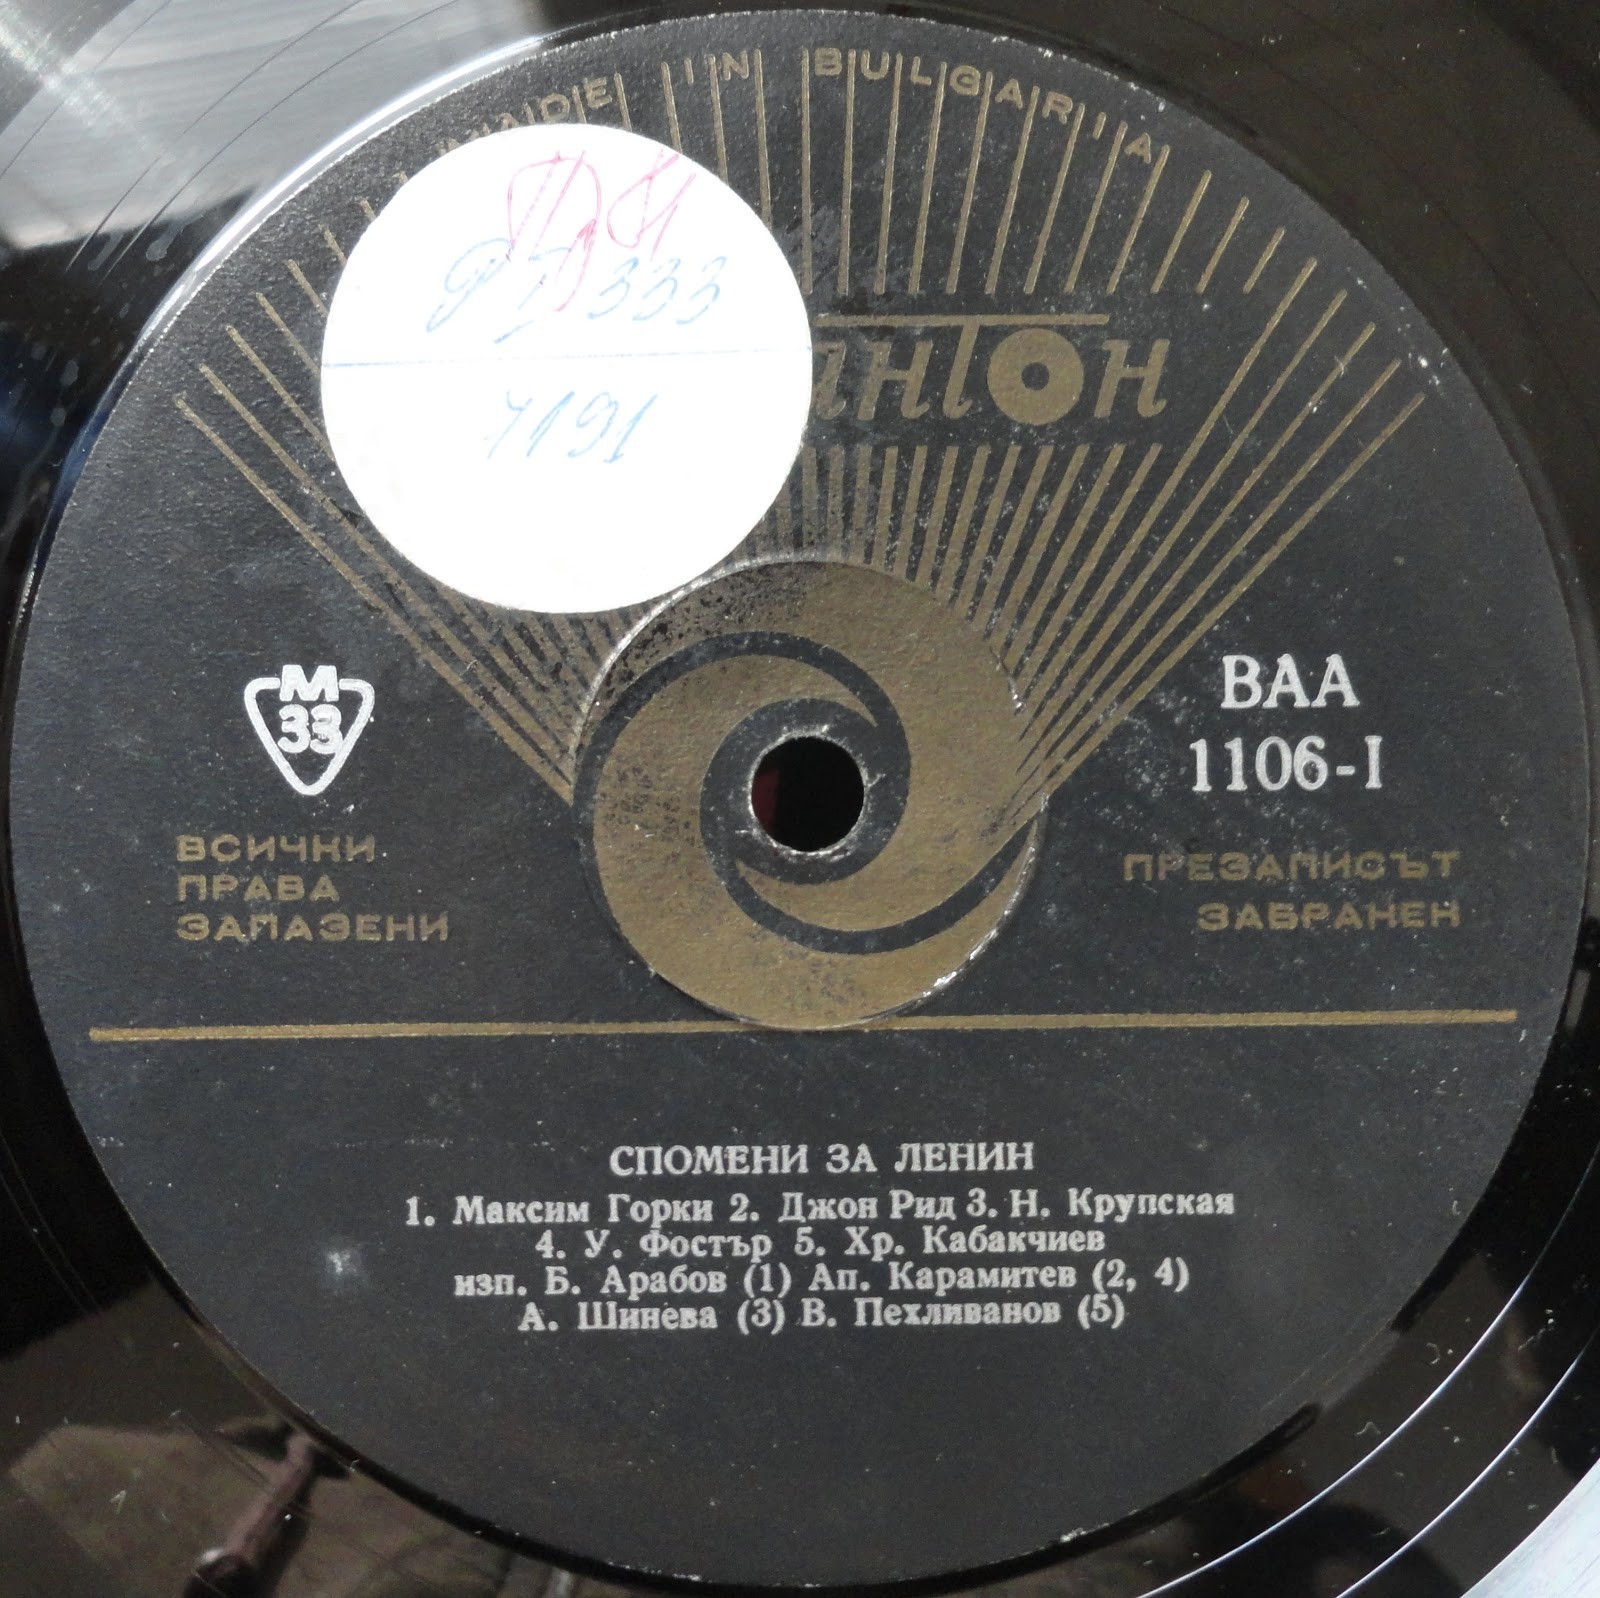 MADE IN BULGARIA
333
7191
М
33
ВАА
1106-I
ВСИЧКИ
ПРАВА
ЗАПАЗЕНИ
ПРЕЗАПИСЪТ
ЗАБРАНЕН
СПОМЕНИ ЗА ЛЕНИН
1. Максим Горки 2. Джон Рид 3. Н. Крупская
4. У. Фостър 5. Хр. Кабакчиев
изп. Б. Арабов (1) Ап. Карамитев (2, 4)
А. Шинева (3) В. Пехливанов (5)